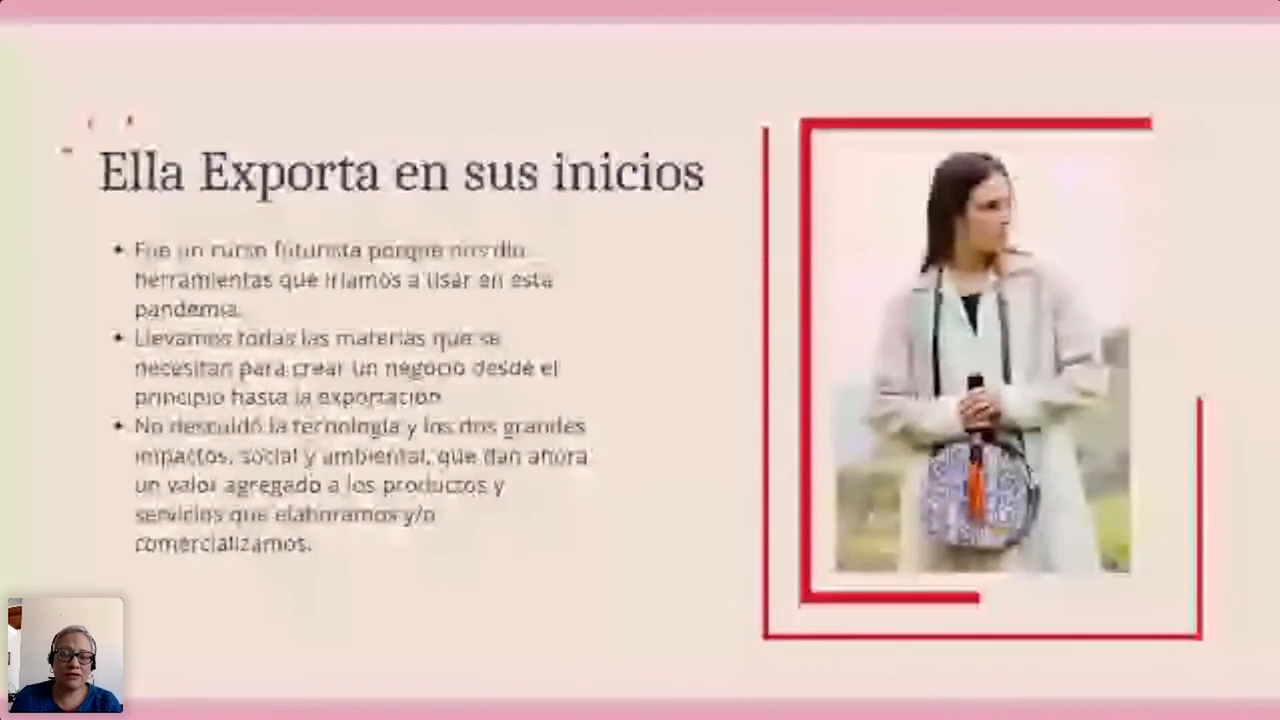 Ella Exporta en sus inicios
• Fue un curso futurista porque nos dio
herramientas que iríamos a usar en esta
pandemia.
• Llevamos todas las materias que se
necesitan para crear un negocio desde el
principio hasta la exportación
• No descuidó la tecnología y los dos grandes
impactos, social y ambiental, que dan ahora
un valor agregado a los productos y
servicios que elaboramos y/o
comercializamos.